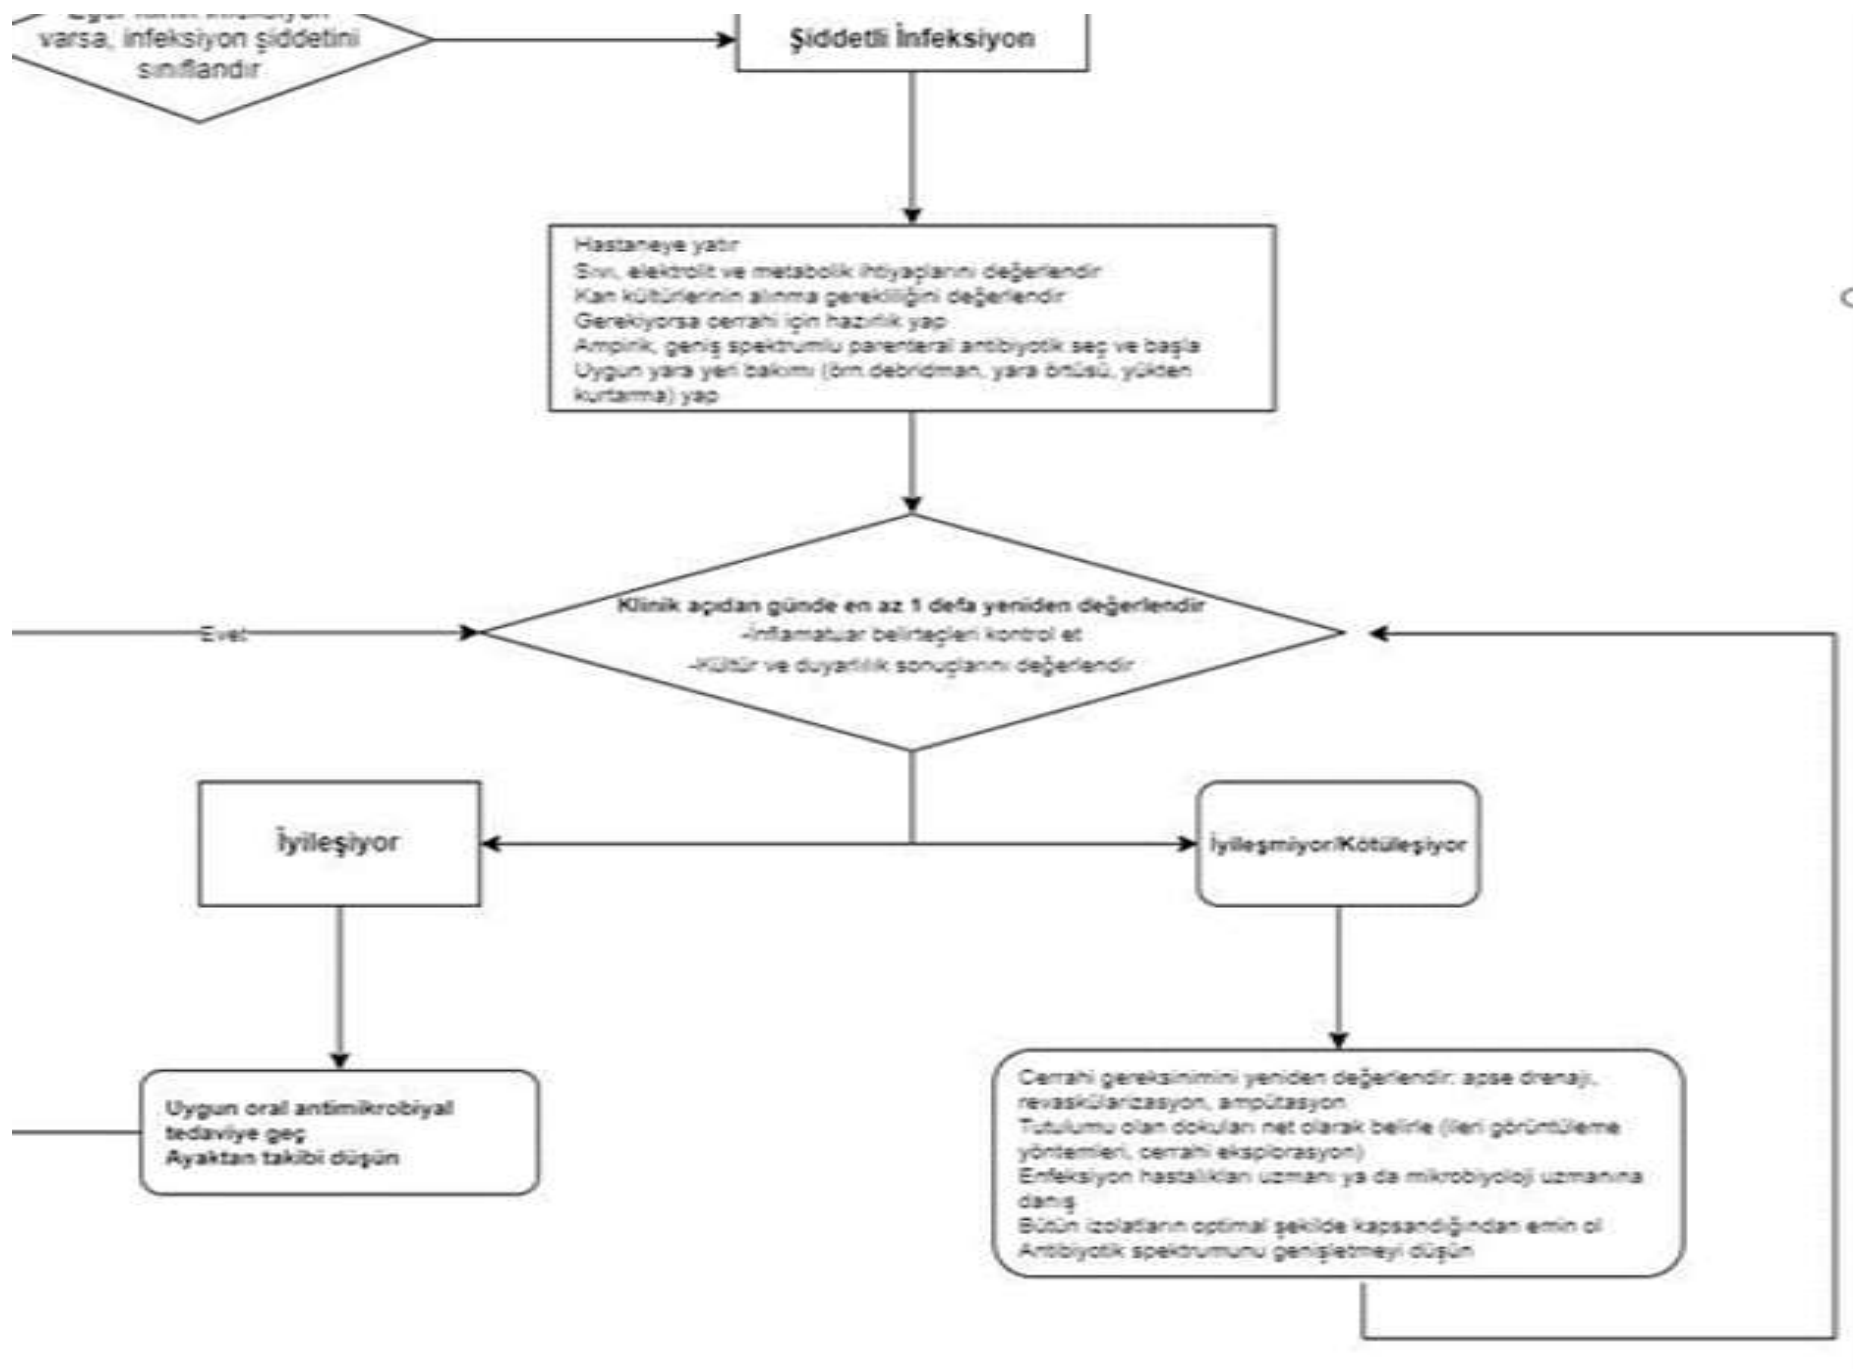 varsa, infeksiyon şiddetini
sınıflandır
Şiddetli İnfeksiyon
Hastaneye yatır
Sıvı, elektrolit ve metabolik ihtiyaçlarını değerlendir
Kan kültürlerinin alınma gerekliliğini değerlendir
Gerekiyorsa cerrahi için hazırlık yap
Ampirik, geniş spektrumlu parenteral antibiyotik seç ve başla
Uygun yara yeri bakımı (örn.debridman, yara örtüsü, yükten
kurtarma) yap
Klinik açıdan günde en az 1 defa yeniden değerlendir
-İnflamatuar belirteçleri kontrol et
-Kültür ve duyarlılık sonuçlarını değerlendir
Evet
İyileşiyor
İyileşmiyor/Kötüleşiyor
Uygun oral antimikrobiyal
tedaviye geç
Ayaktan takibi düşün
Cerrahi gereksinimini yeniden değerlendir: apse drenajı,
revaskülarizasyon, ampütasyon
Tutulumu olan dokuları net olarak belirle (ileri görüntüleme
yöntemleri, cerrahi eksplorasyon)
Enfeksiyon hastalıkları uzmanı ya da mikrobiyoloji uzmanına
danış
Bütün izolatların optimal şekilde kapsandığından emin ol
Antibiyotik spektrumunu genişletmeyi düşün